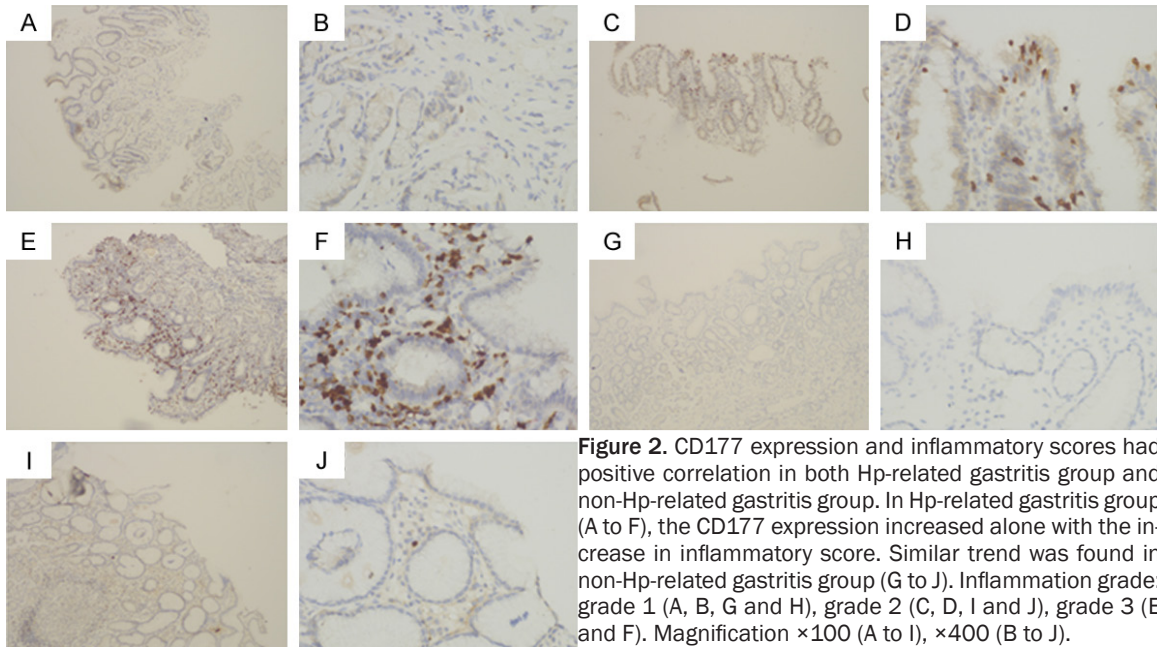 A
B
C
D
E
F
G
H
I
J
Figure 2. CD177 expression and inflammatory scores had
positive correlation in both Hp-related gastritis group and
non-Hp-related gastritis group. In Hp-related gastritis group
(A to F), the CD177 expression increased alone with the in-
crease in inflammatory score. Similar trend was found in
non-Hp-related gastritis group (G to J). Inflammation grade:
grade 1 (A, B, G and H), grade 2 (C, D, I and J), grade 3 (E
and F). Magnification ×100 (A to I), ×400 (B to J).